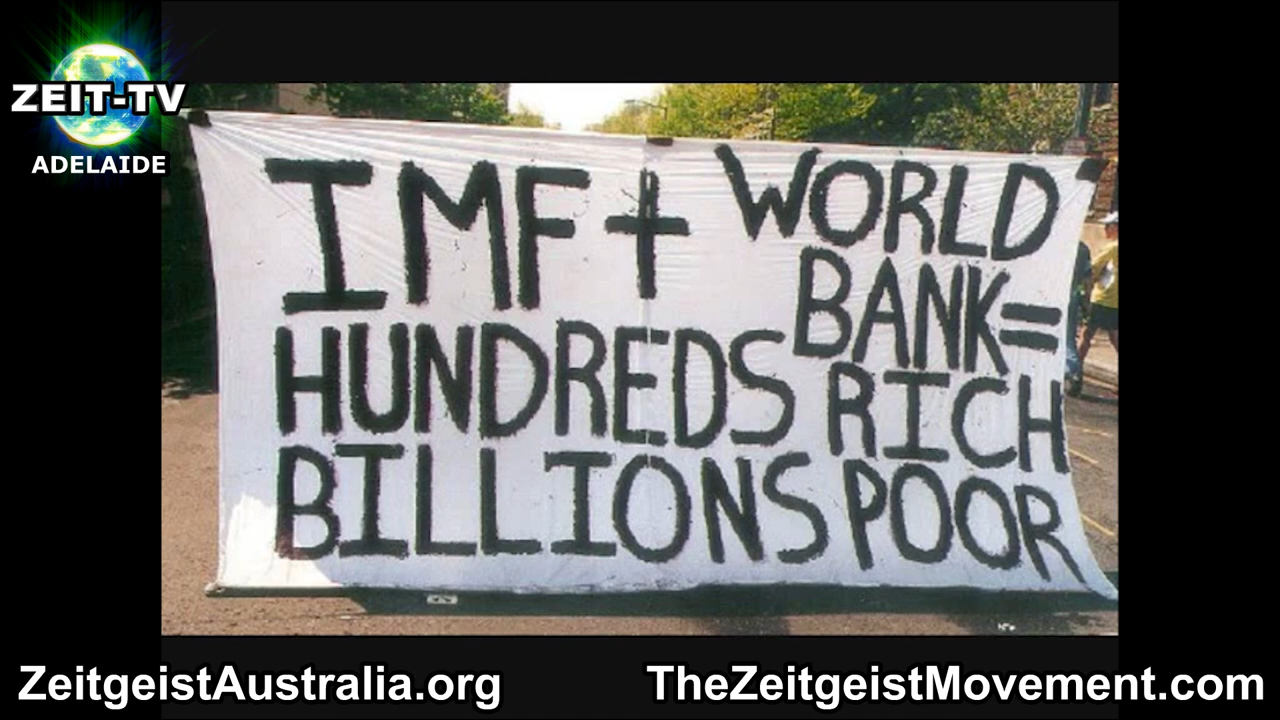 ZEIT-TV
ADELAIDE
IMF + WORLD
BANK=
HUNDREDS RICH
BILLIONS POOR
ZeitgeistAustralia.org
TheZeitgeistMovement.com